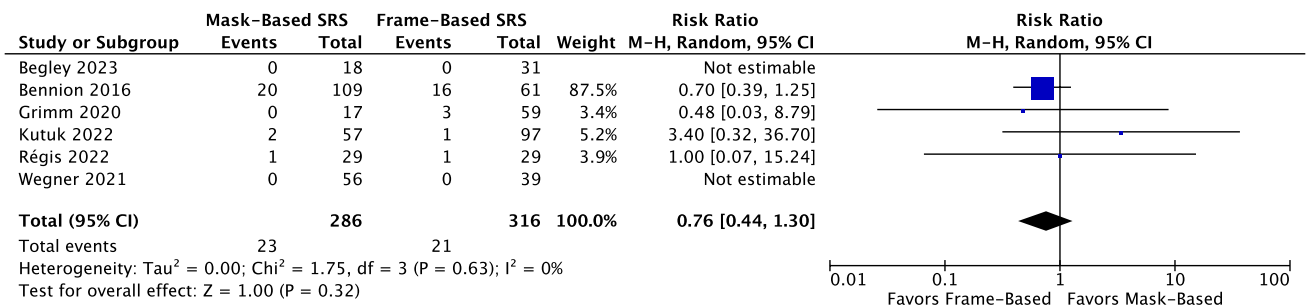 Mask-Based SRS Frame-Based SRS Risk Ratio Risk Ratio
Study or Subgroup Events Total Events Total Weight M-H, Random, 95% CI M-H, Random, 95% CI
Begley 2023 0 18 0 31 Not estimable
Bennion 2016 20 109 16 61 87.5% 0.70 [0.39, 1.25]
Grimm 2020 0 17 3 59 3.4% 0.48 [0.03, 8.79]
Kutuk 2022 2 57 1 97 5.2% 3.40 [0.32, 36.70]
Régis 2022 1 29 1 29 3.9% 1.00 [0.07, 15.24]
Wegner 2021 0 56 0 39 Not estimable
Total (95% CI) 286 316 100.0% 0.76 [0.44, 1.30]
Total events 23 21
Heterogeneity: Tau² = 0.00; Chi² = 1.75, df = 3 (P = 0.63); I² = 0%
Test for overall effect: Z = 1.00 (P = 0.32)
0.01 0.1 1 10 100
Favors Frame-Based Favors Mask-Based